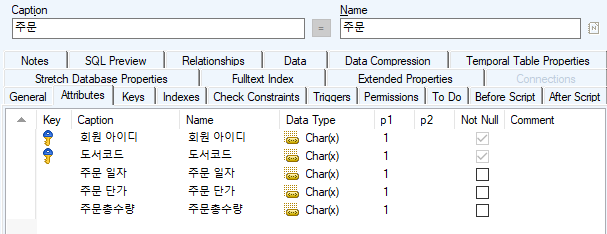 Caption
Name
주문
=
주문
Notes
SQL Preview
Relationships
Data
Data Compression
Temporal Table Properties
Stretch Database Properties
Fulltext Index
Extended Properties
Connections
General
Attributes
Keys
Indexes
Check Constraints
Triggers
Permissions
To Do
Before Script
After Script
Key Caption Name Data Type p1 p2 Not Null Comment
회원 아이디 회원 아이디 Char(x) 1
도서코드 도서코드 Char(x) 1
주문 일자 주문 일자 Char(x) 1
주문 단가 주문 단가 Char(x) 1
주문총수량 주문총수량 Char(x) 1